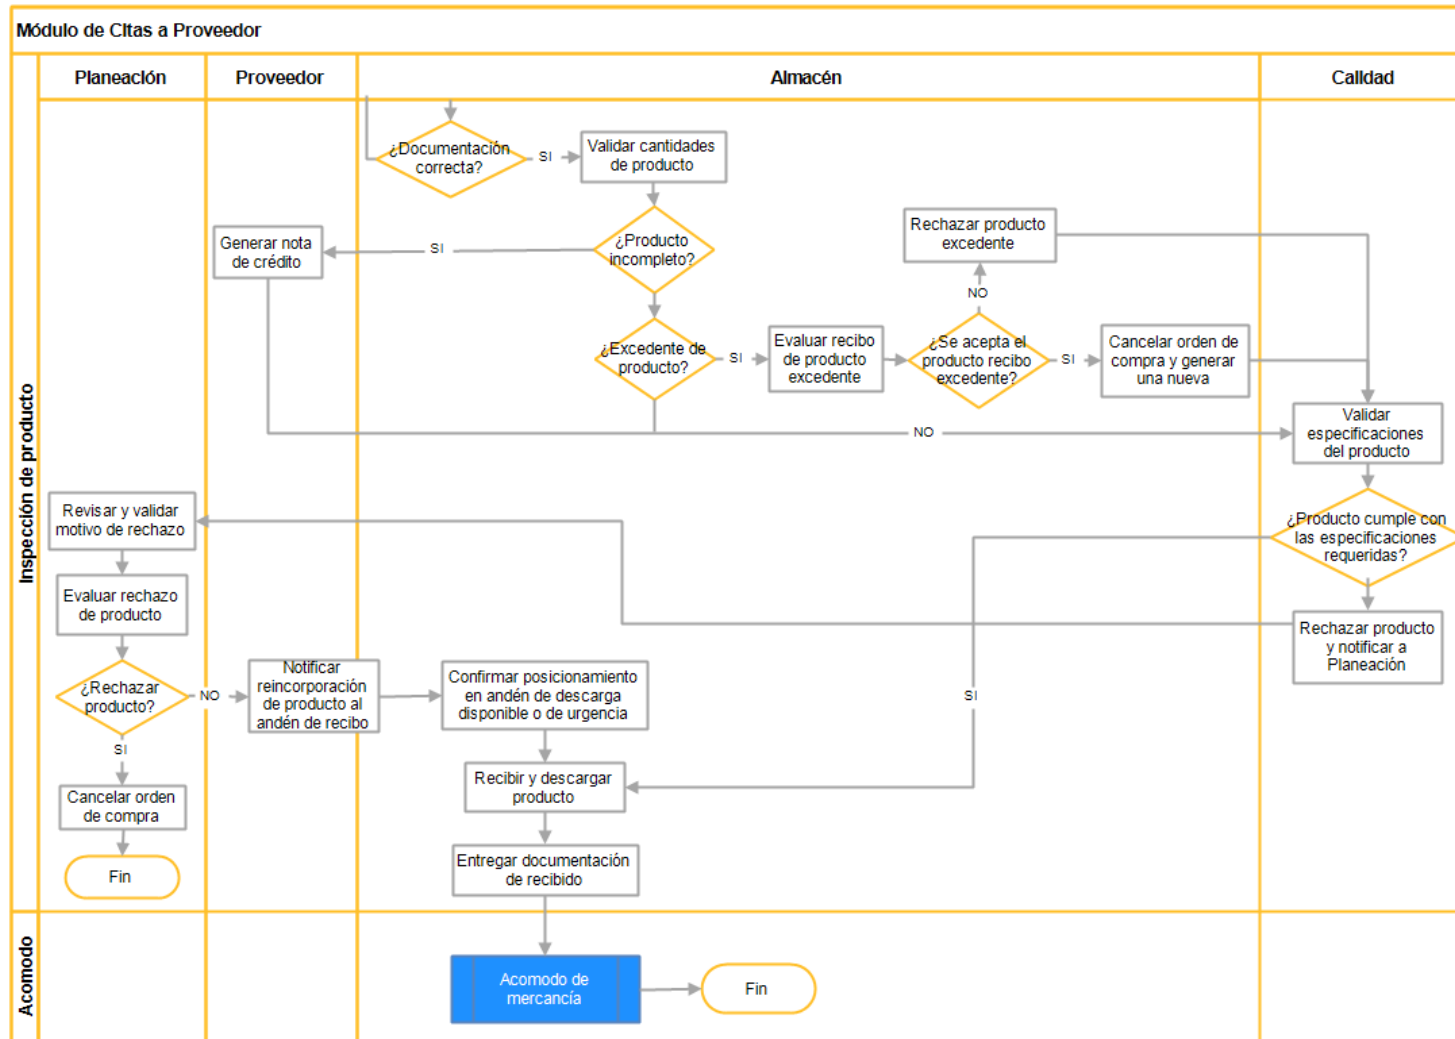 Módulo de Citas a Proveedor
Planeación
Proveedor
Almacén
Calidad
Inspección de producto
¿Documentación
correcta?
SI
Validar cantidades
de producto
¿Producto
incompleto?
SI
Generar nota
de crédito
¿Excedente de
producto?
SI
Evaluar recibo
de producto
excedente
¿Se acepta el
producto recibo
excedente?
NO
Rechazar producto
excedente
SI
Cancelar orden de
compra y generar
una nueva
NO
Validar
especificaciones
del producto
¿Producto cumple con
las especificaciones
requeridas?
SI
Rechazar producto
y notificar a
Planeación
Revisar y validar
motivo de rechazo
Evaluar rechazo
de producto
¿Rechazar
producto?
NO
SI
Notificar
reincorporación
de producto al
andén de recibo
Confirmar posicionamiento
en andén de descarga
disponible o de urgencia
Recibir y descargar
producto
Cancelar orden
de compra
Fin
Entregar documentación
de recibido
Acomodo
Acomodo de
mercancía
Fin